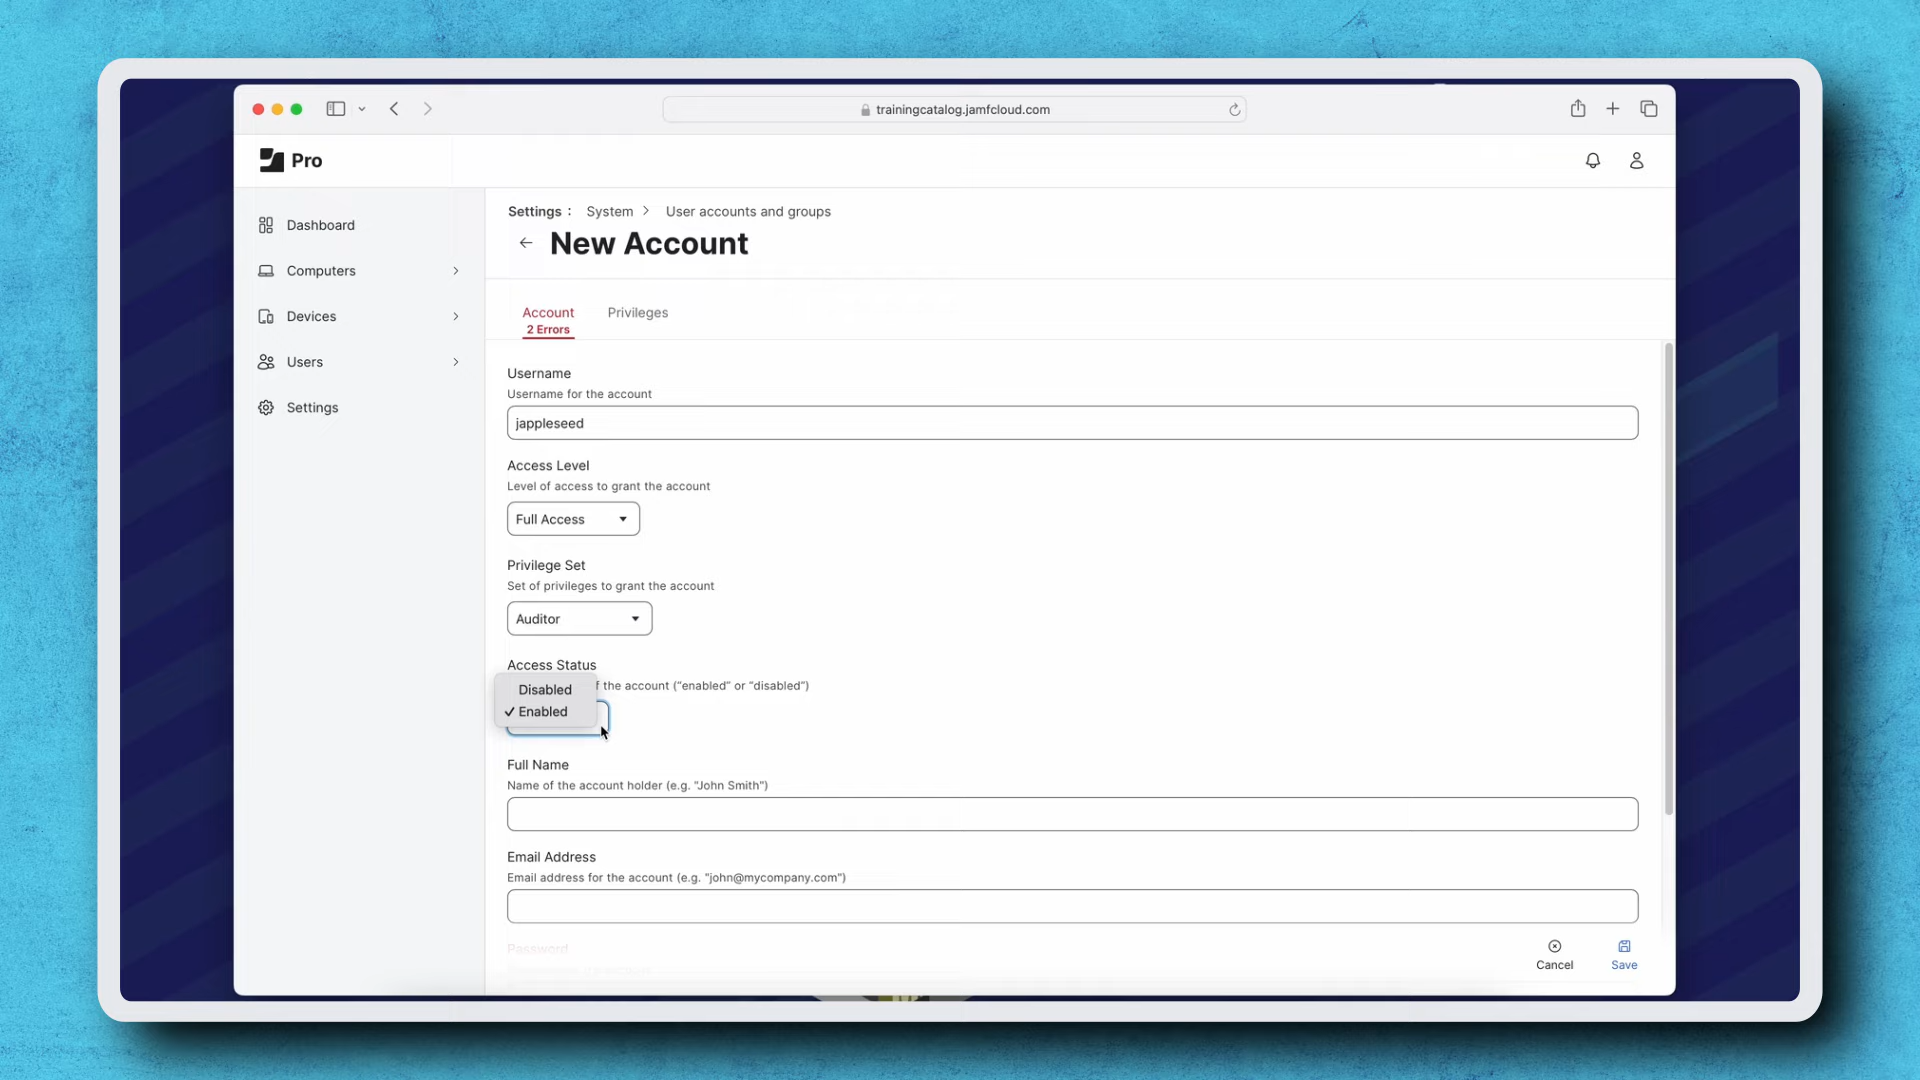 trainingcatalog.jamfcloud.com
Pro
Dashboard
Computers
Devices
Users
Settings
Settings : System > User accounts and groups
New Account
Account
2 Errors
Privileges
Username
Username for the account
jappleseed
Access Level
Level of access to grant the account
Full Access
Privilege Set
Set of privileges to grant the account
Auditor
Access Status
f the account (“enabled” or “disabled”)
Disabled
✓ Enabled
Full Name
Name of the account holder (e.g. "John Smith")
Email Address
Email address for the account (e.g. "john@mycompany.com")
Password
Cancel
Save